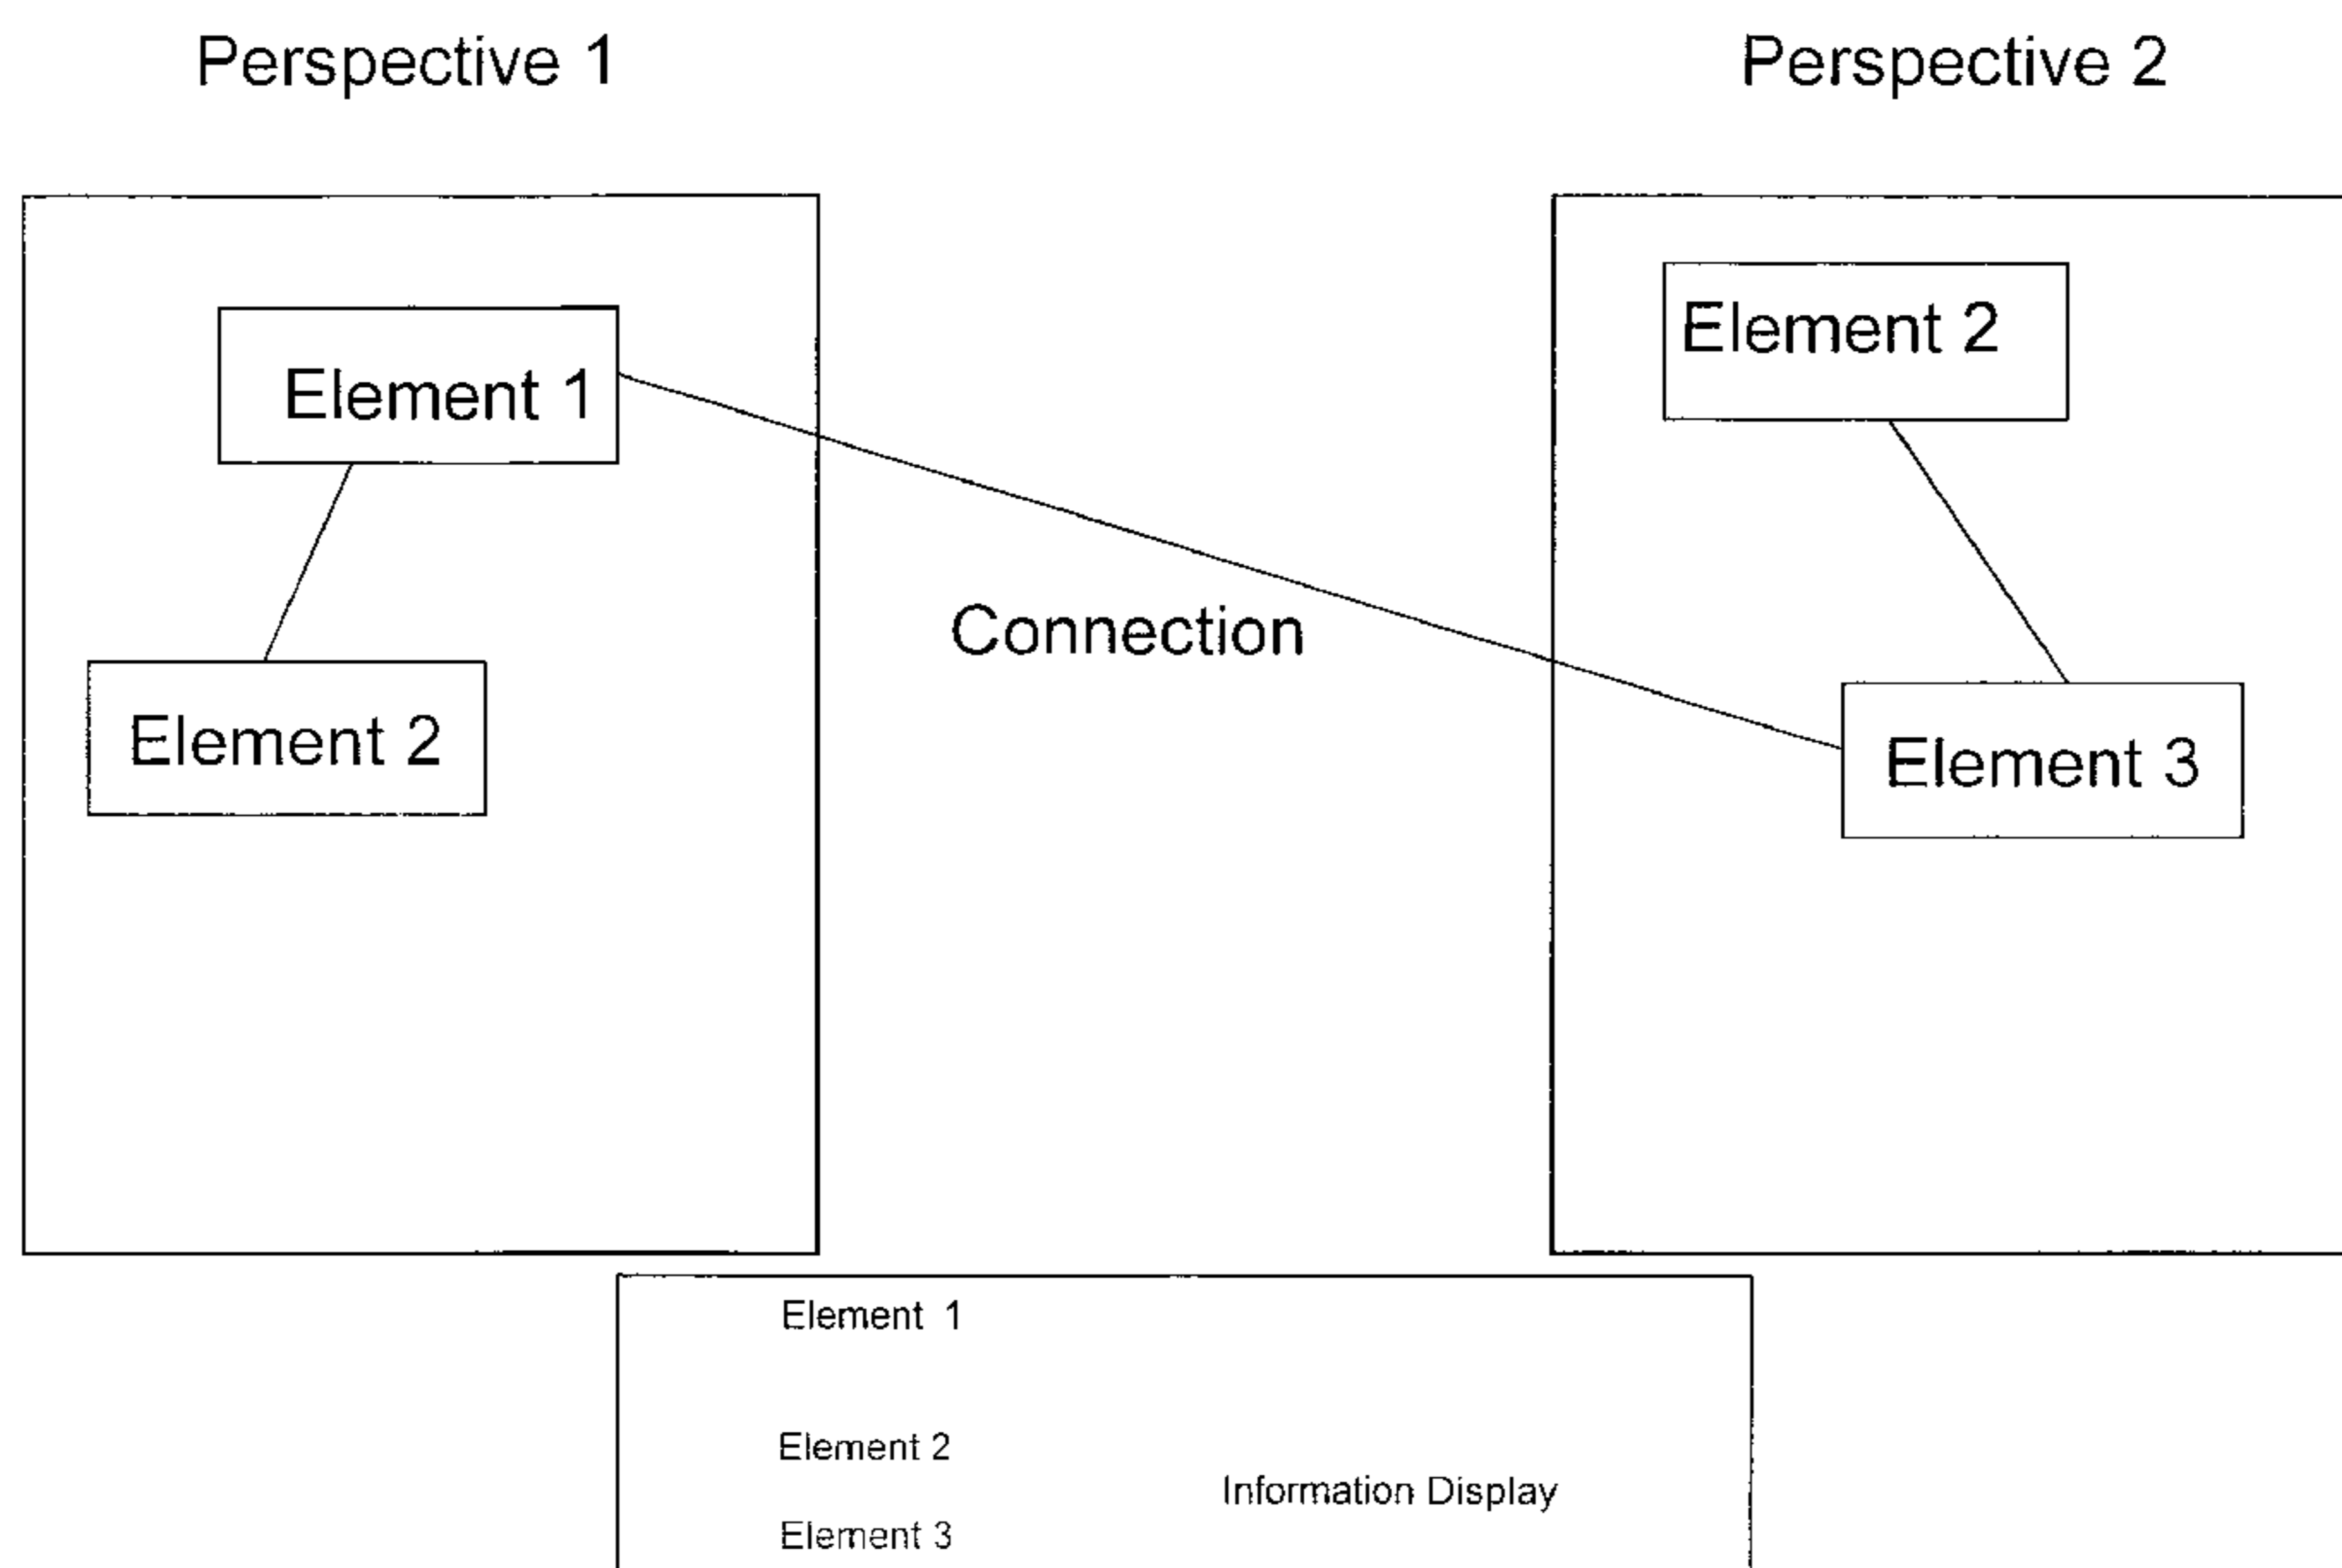 Perspective 1
Perspective 2
Element 1
Element 2
Connection
Element 2
Element 3
Element 1
Element 2
Information Display
Element 3